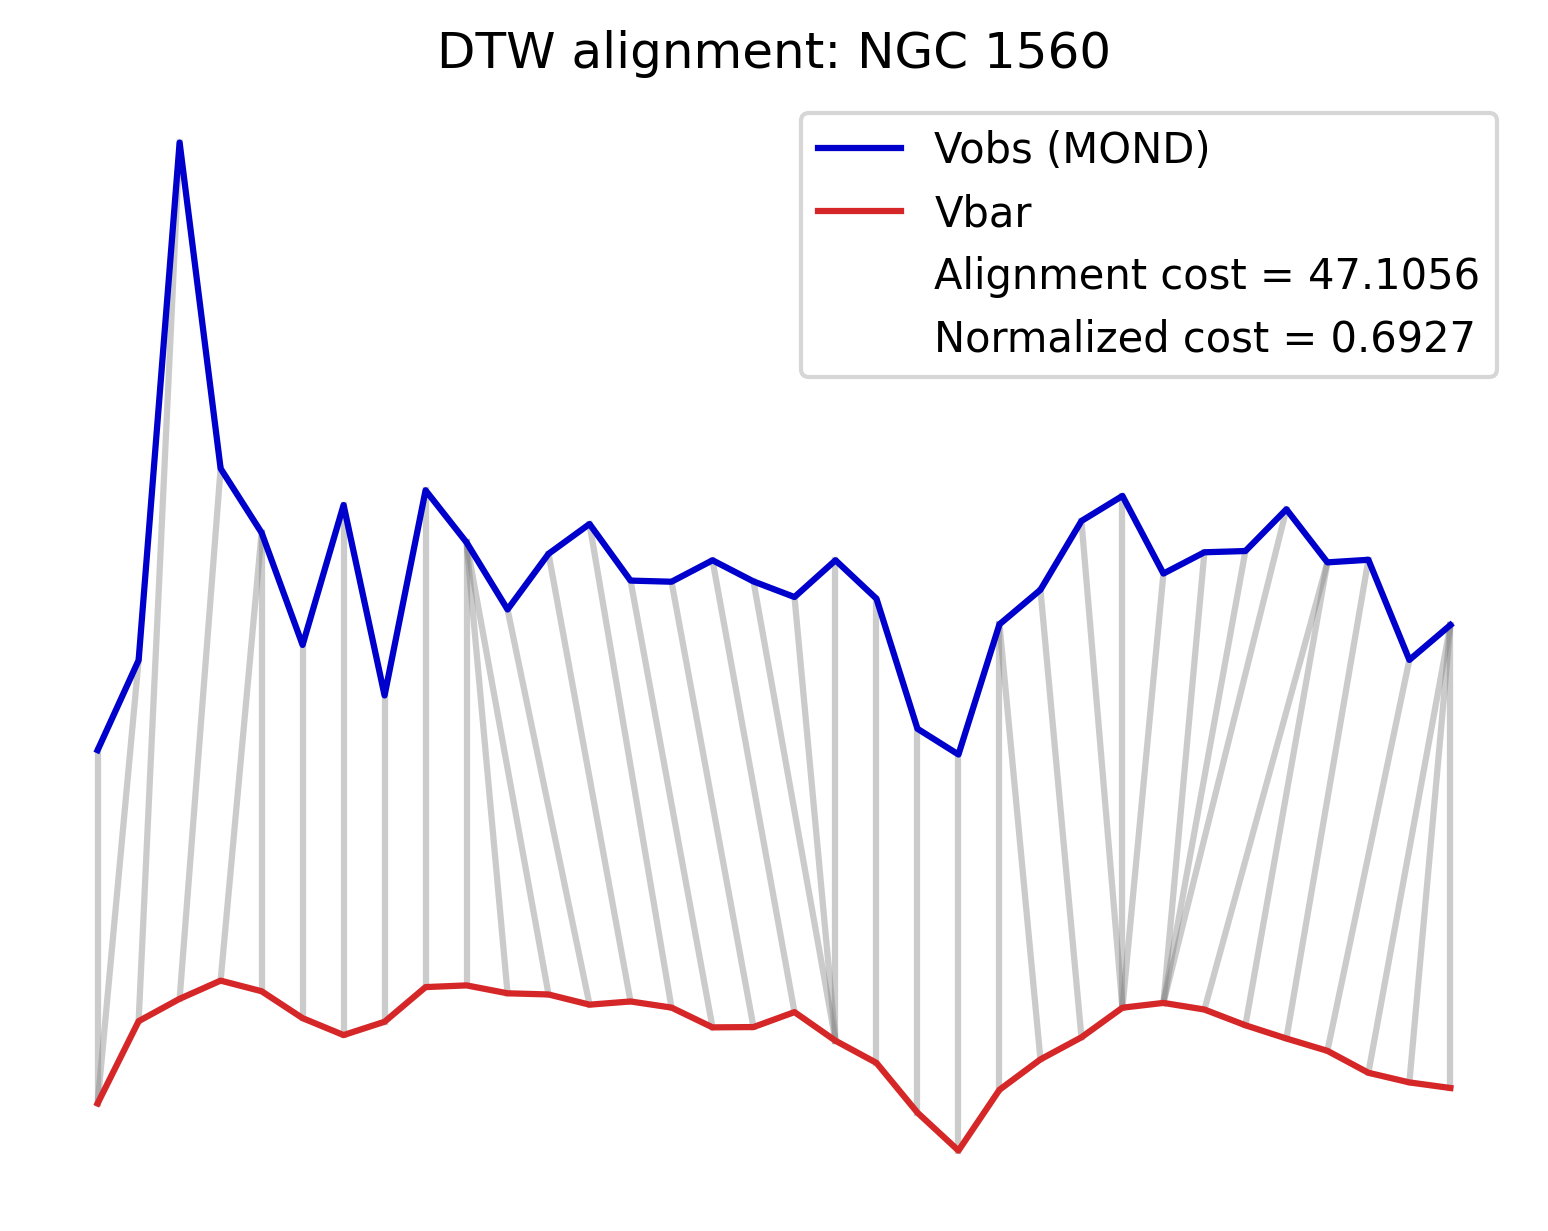 DTW alignment: NGC 1560
Vobs (MOND)
Vbar
Alignment cost = 47.1056
Normalized cost = 0.6927